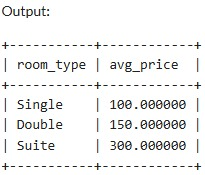 Output:
+-----------+------------+
| room_type | avg_price  |
+-----------+------------+
| Single    | 100.000000 |
| Double    | 150.000000 |
| Suite     | 300.000000 |
+-----------+------------+